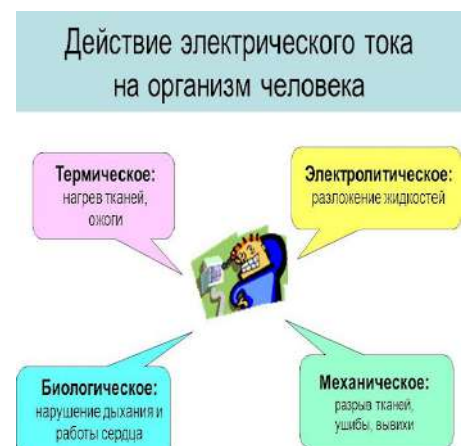 Действие электрического тока
на организм человека
Термическое:
нагрев тканей,
ожоги
Электролитическое:
разложение жидкостей
Биологическое:
нарушение дыхания и
работы сердца
Механическое:
разрыв тканей,
ушибы, вывихи